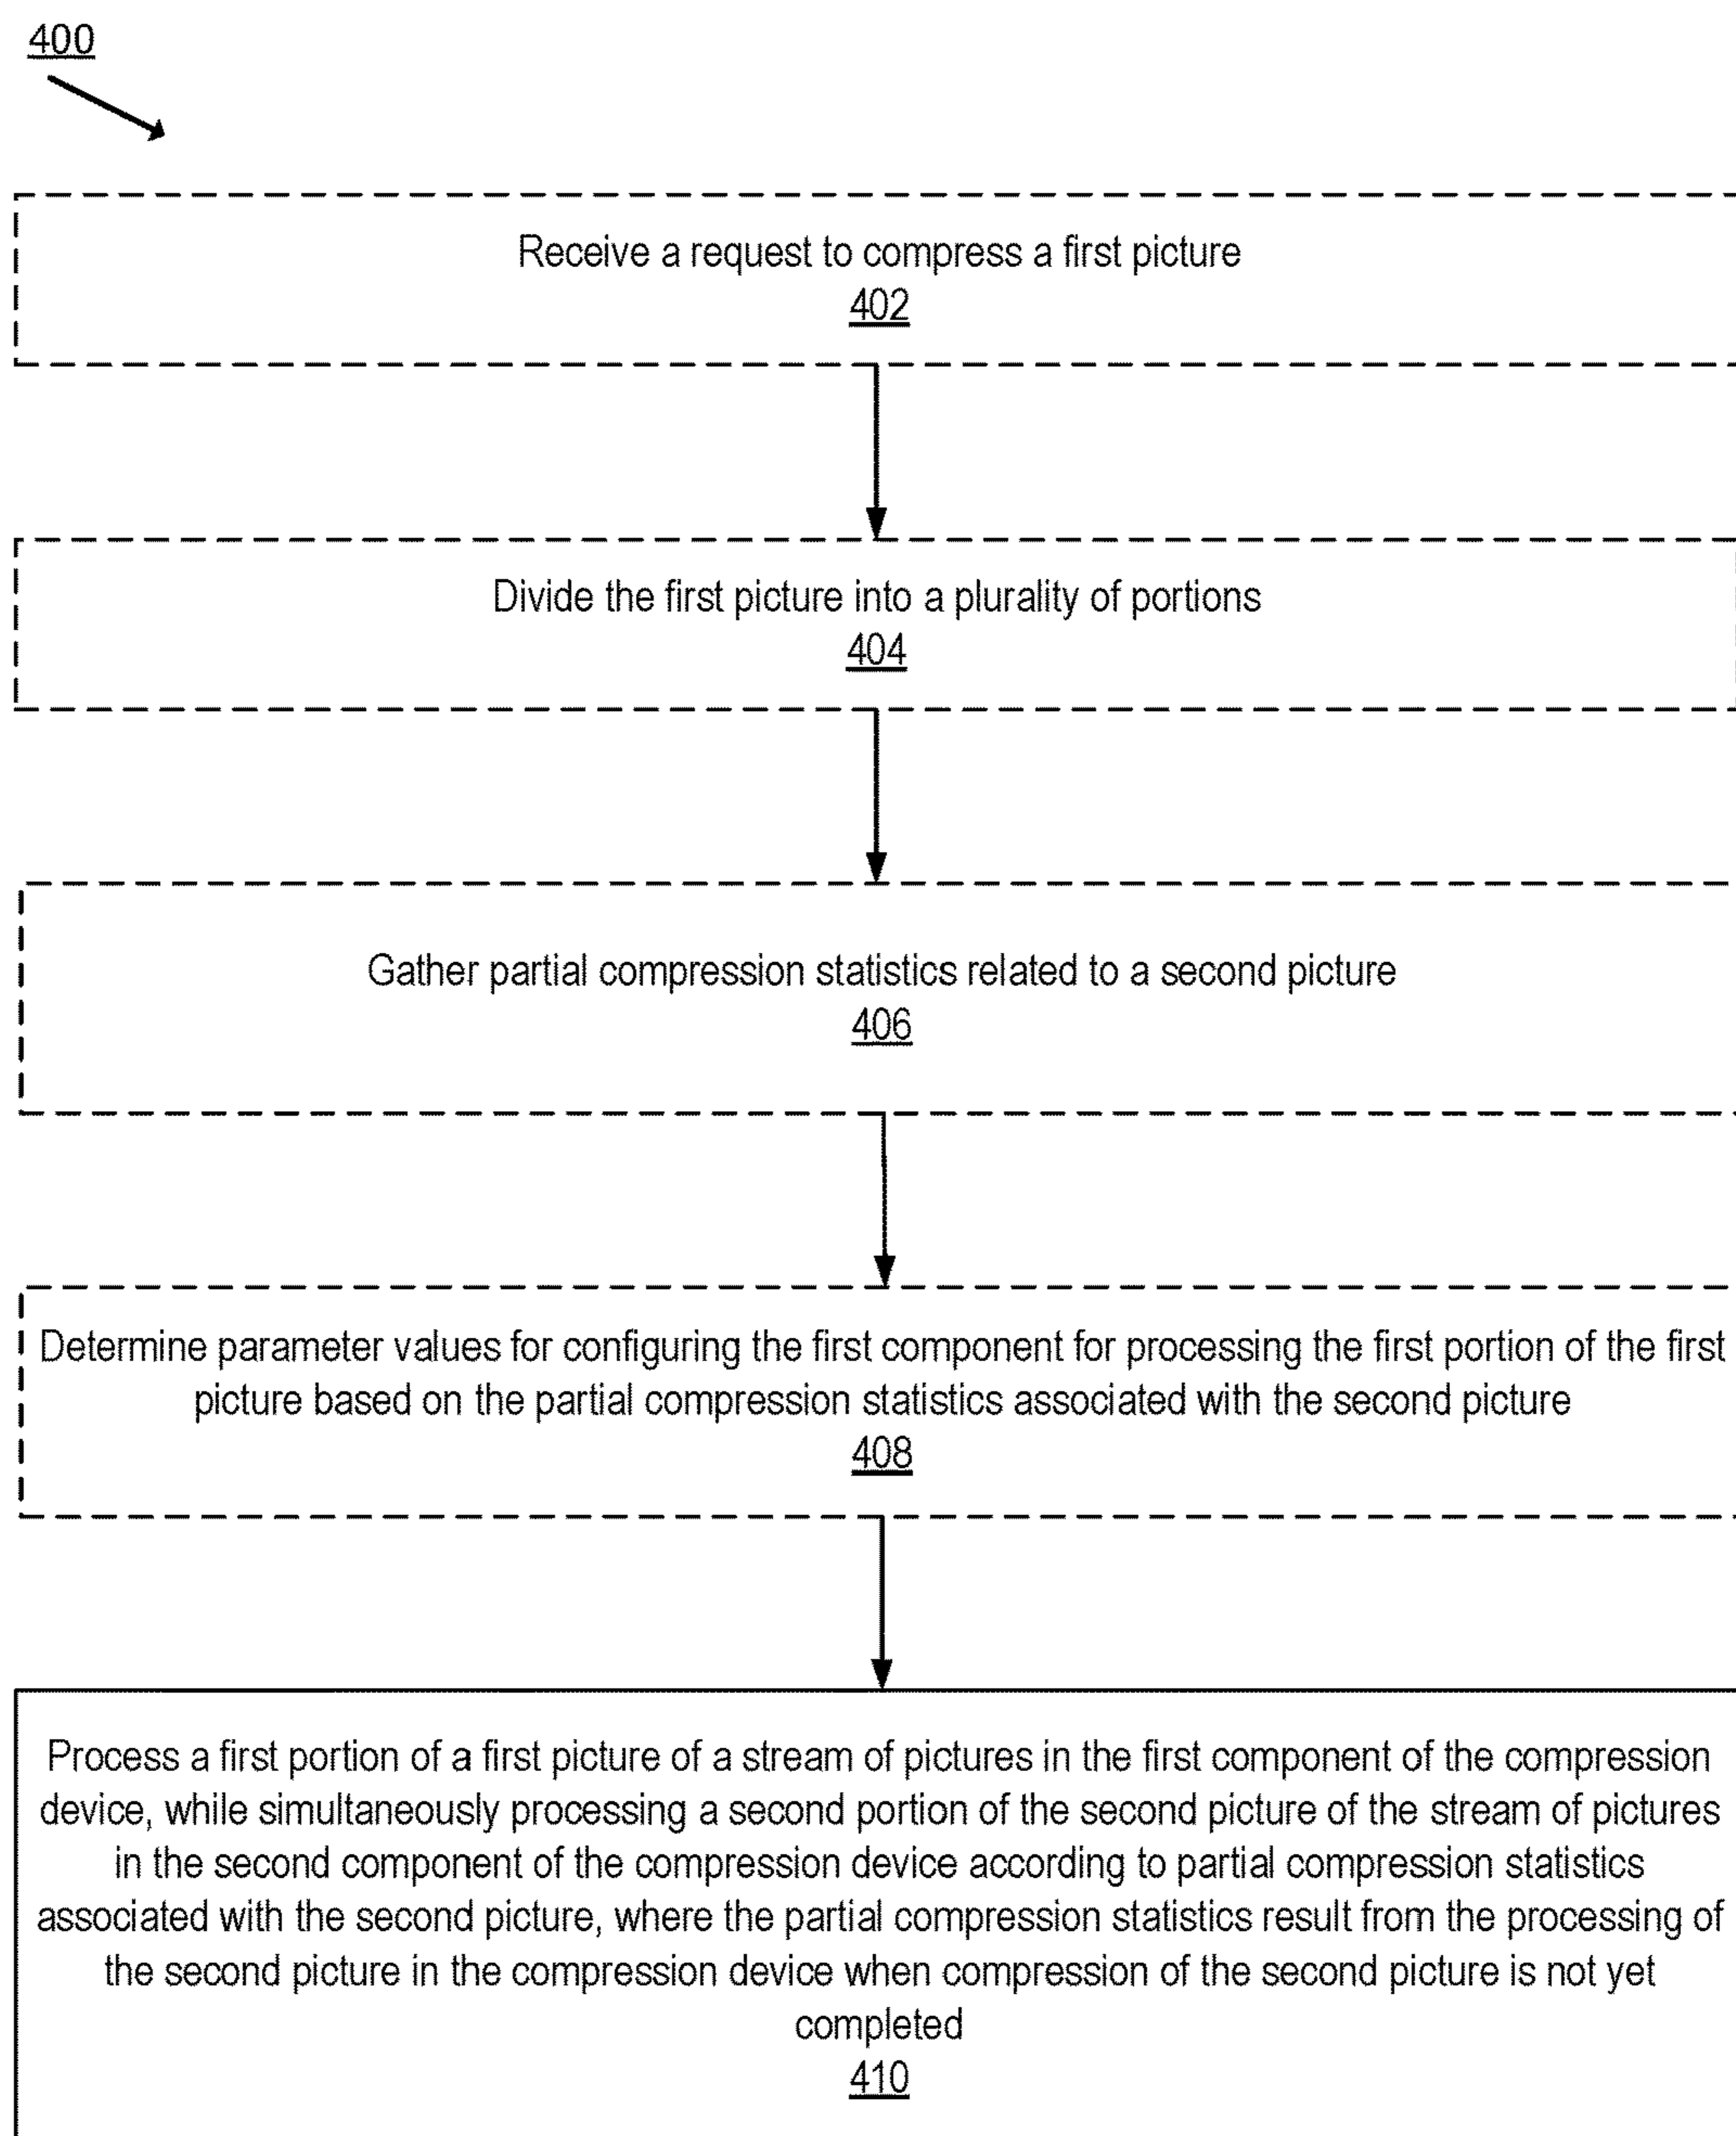 400
Receive a request to compress a first picture
402
Divide the first picture into a plurality of portions
404
Gather partial compression statistics related to a second picture
406
Determine parameter values for configuring the first component for processing the first portion of the first
picture based on the partial compression statistics associated with the second picture
408
Process a first portion of a first picture of a stream of pictures in the first component of the compression
device, while simultaneously processing a second portion of the second picture of the stream of pictures
in the second component of the compression device according to partial compression statistics
associated with the second picture, where the partial compression statistics result from the processing of
the second picture in the compression device when compression of the second picture is not yet
completed
410